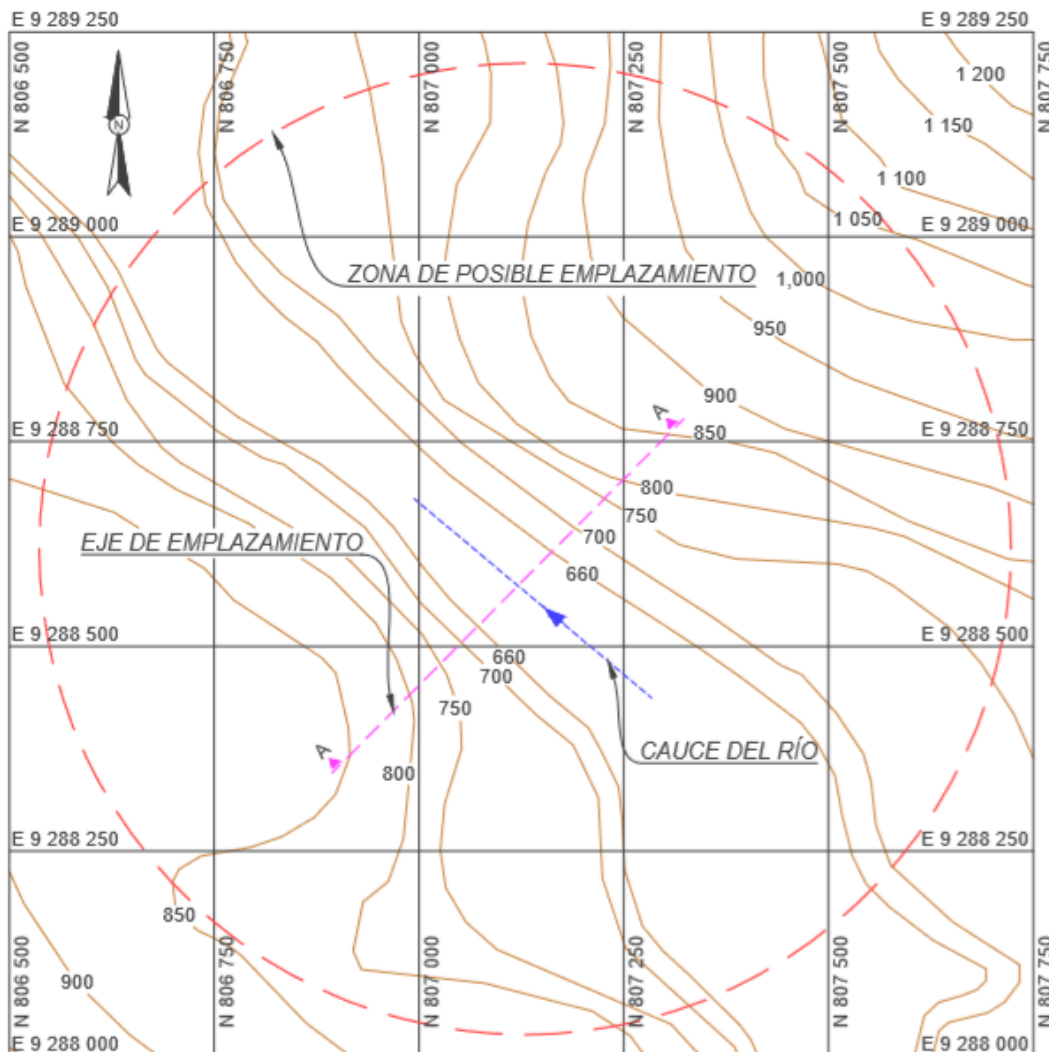 E 9 289 250
E 9 289 250
N 806 500
N 806 750
N 807 000
N 807 250
N 807 500
N 807 750
N
1 200
1 150
1 100
1 050
E 9 289 000
E 9 289 000
ZONA DE POSIBLE EMPLAZAMIENTO
1,000
950
900
A
850
E 9 288 750
E 9 288 750
800
750
700
EJE DE EMPLAZAMIENTO
660
E 9 288 500
E 9 288 500
660
700
750
A
CAUCE DEL RÍO
800
E 9 288 250
E 9 288 250
850
900
N 806 500
N 806 750
N 807 000
N 807 250
N 807 500
N 807 750
E 9 288 000
E 9 288 000